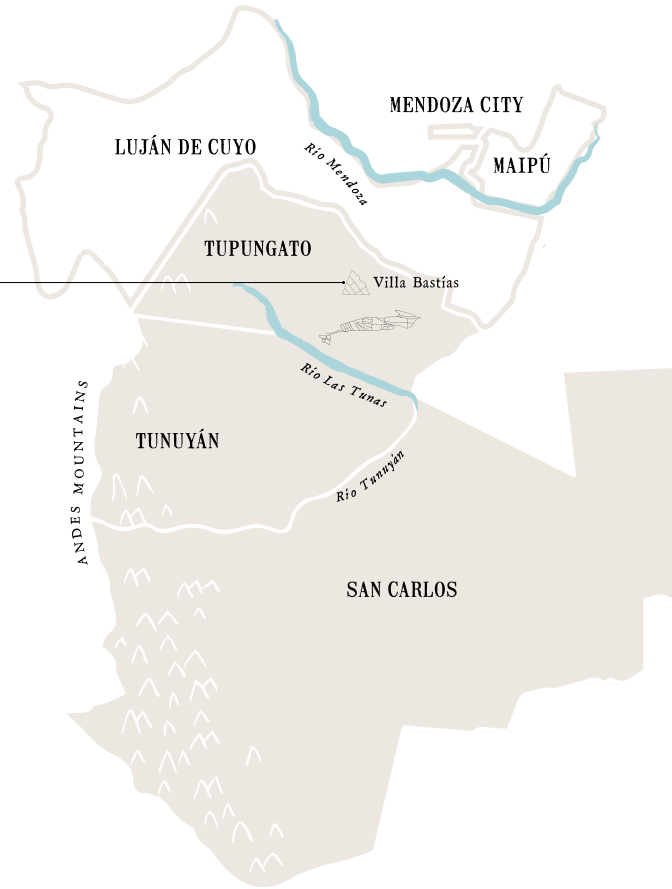 MENDOZA CITY
LUJÁN DE CUYO
Río Mendoza
MAIPÚ
TUPUNGATO
Villa Bastías
Río Las Tunas
ANDES MOUNTAINS
TUNUYÁN
Río Tunuyán
SAN CARLOS